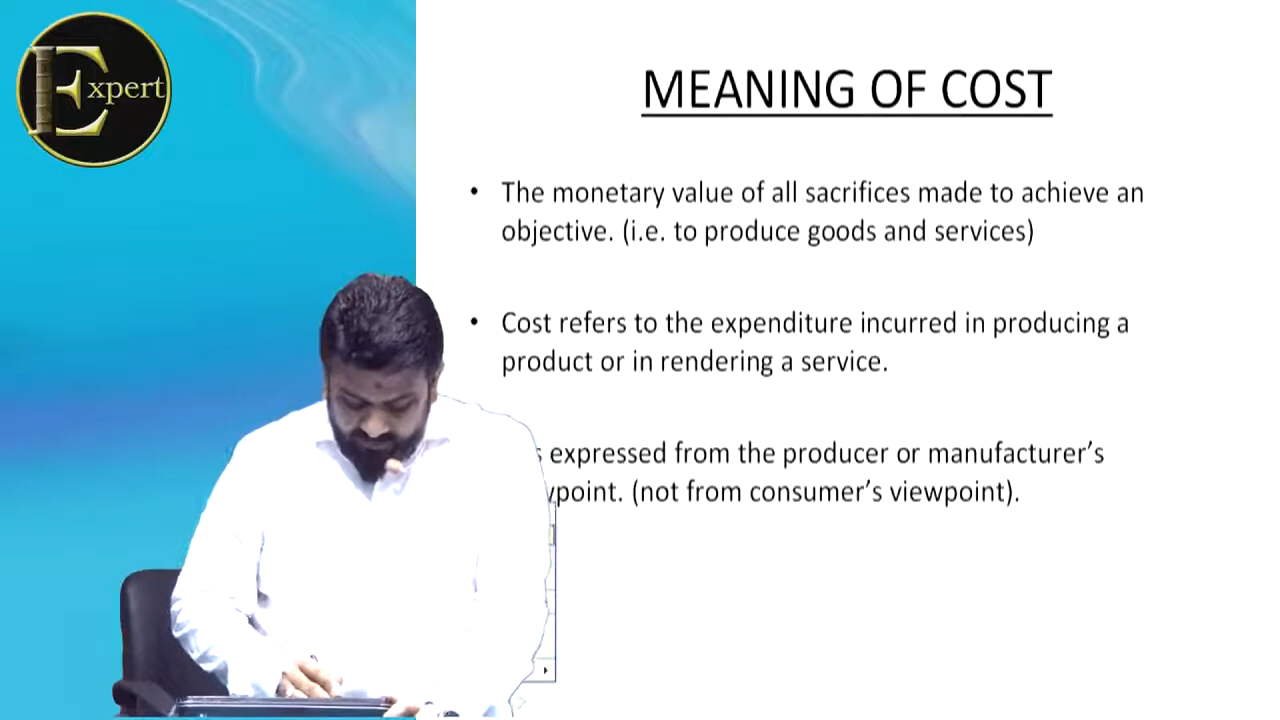 Expert
MEANING OF COST
• The monetary value of all sacrifices made to achieve an
objective. (i.e. to produce goods and services)
• Cost refers to the expenditure incurred in producing a
product or in rendering a service.
expressed from the producer or manufacturer’s
(not from consumer’s viewpoint).